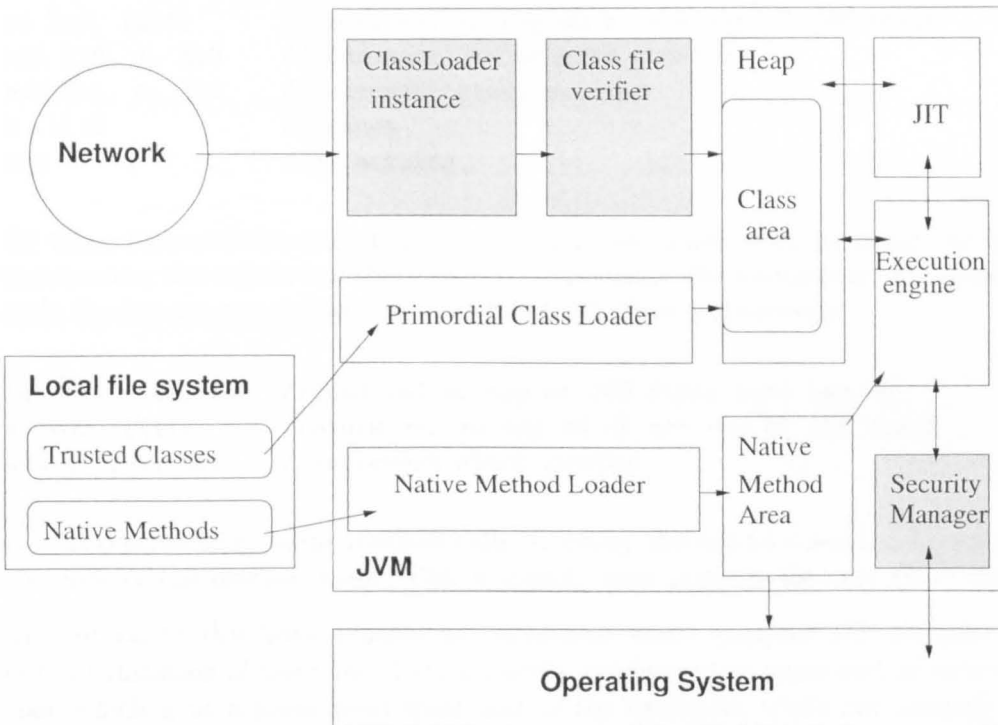 Network
ClassLoader
instance
Class file
verifier
Heap
Class
area
JIT
Execution
engine
Primordial Class Loader
Local file system
Trusted Classes
Native Methods
Native Method Loader
Native
Method
Area
Security
Manager
JVM
Operating System